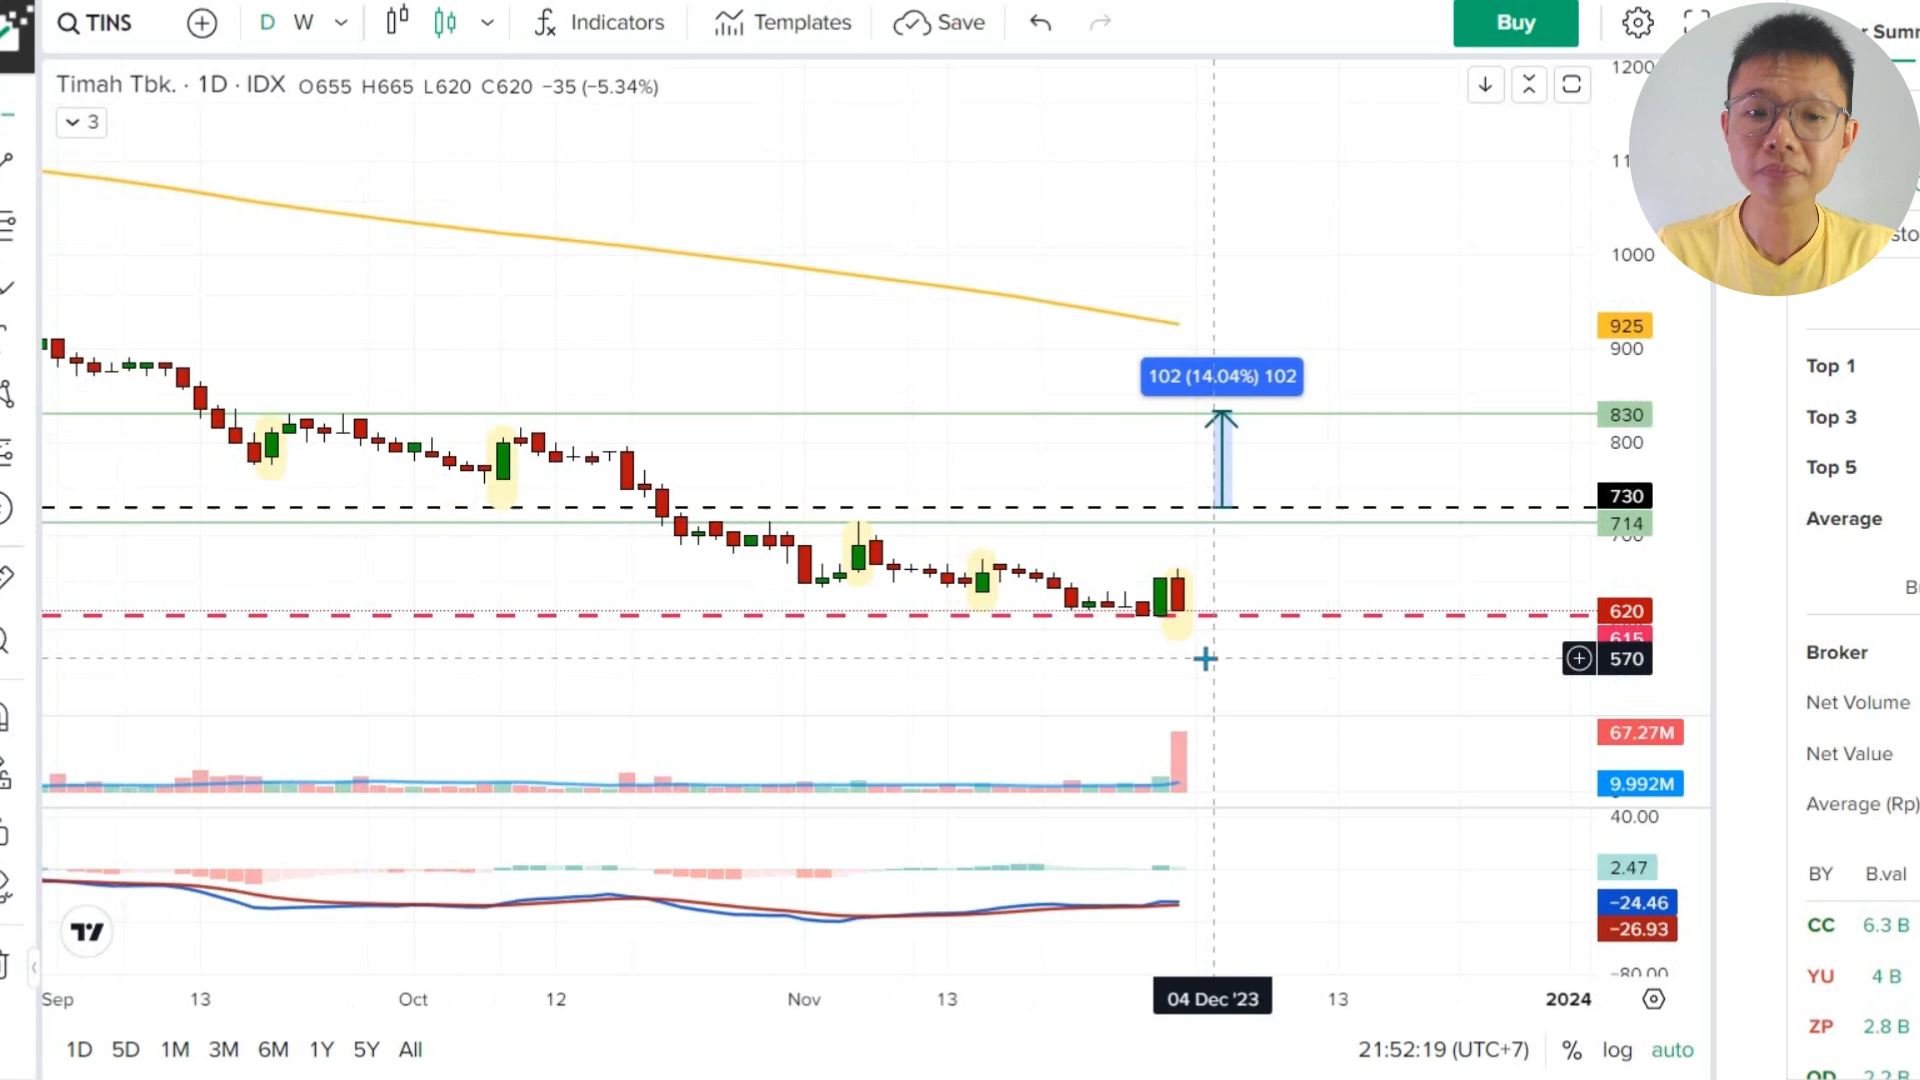 TINS
D W
Indicators
Templates
Save
Buy
Summ
Timah Tbk. · 1D · IDX O655 H665 L620 C620 −35 (−5.34%)
3
1200
1000
925
900
102 (14.04%) 102
830
800
730
714
700
620
615
570
67.27M
9.992M
40.00
2.47
−24.46
−26.93
−80.00
Sep 13 Oct 12 Nov 13 04 Dec '23 13 2024
1D 5D 1M 3M 6M 1Y 5Y All
21:52:19 (UTC+7) % log auto
Top 1
Top 3
Top 5
Average
Broker
Net Volume
Net Value
Average (Rp)
BY B.val
CC 6.3 B
YU 4 B
ZP 2.8 B
OD 2.2 B